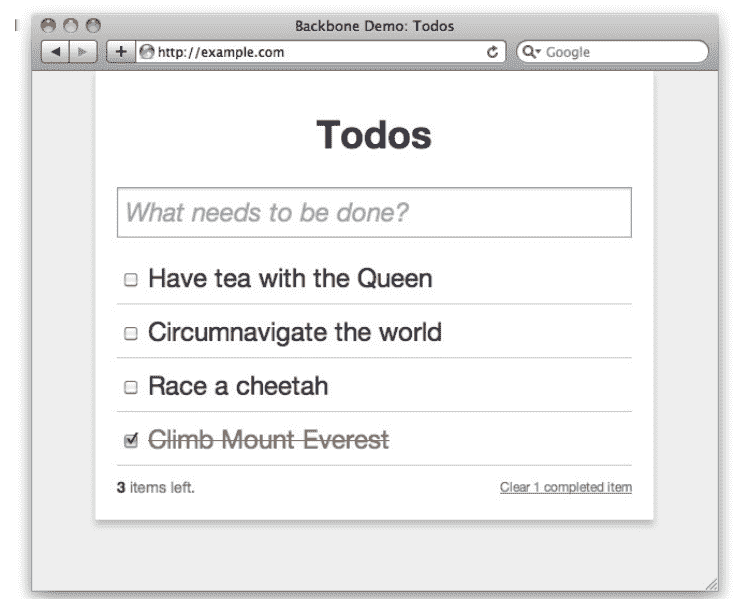 Backbone Demo: Todos
http://example.com Google
Todos
What needs to be done?
Have tea with the Queen
Circumnavigate the world
Race a cheetah
Climb Mount Everest
3 items left. Clear 1 completed item